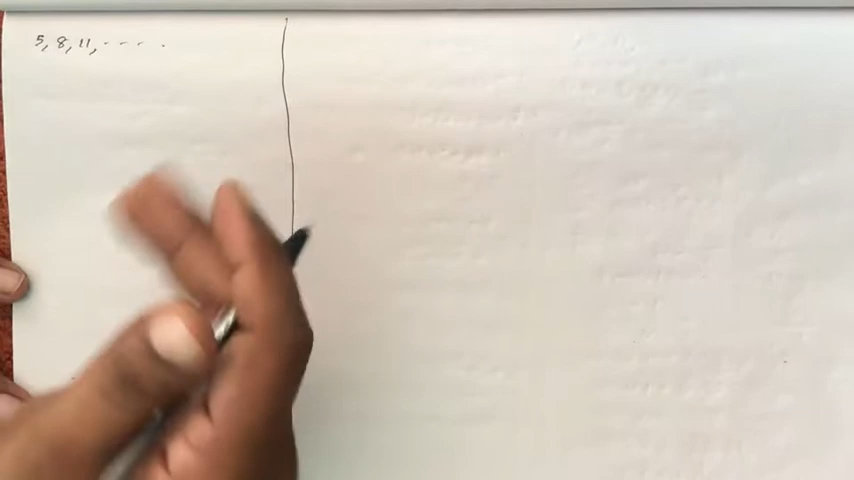 5, 8, 11, - - - .